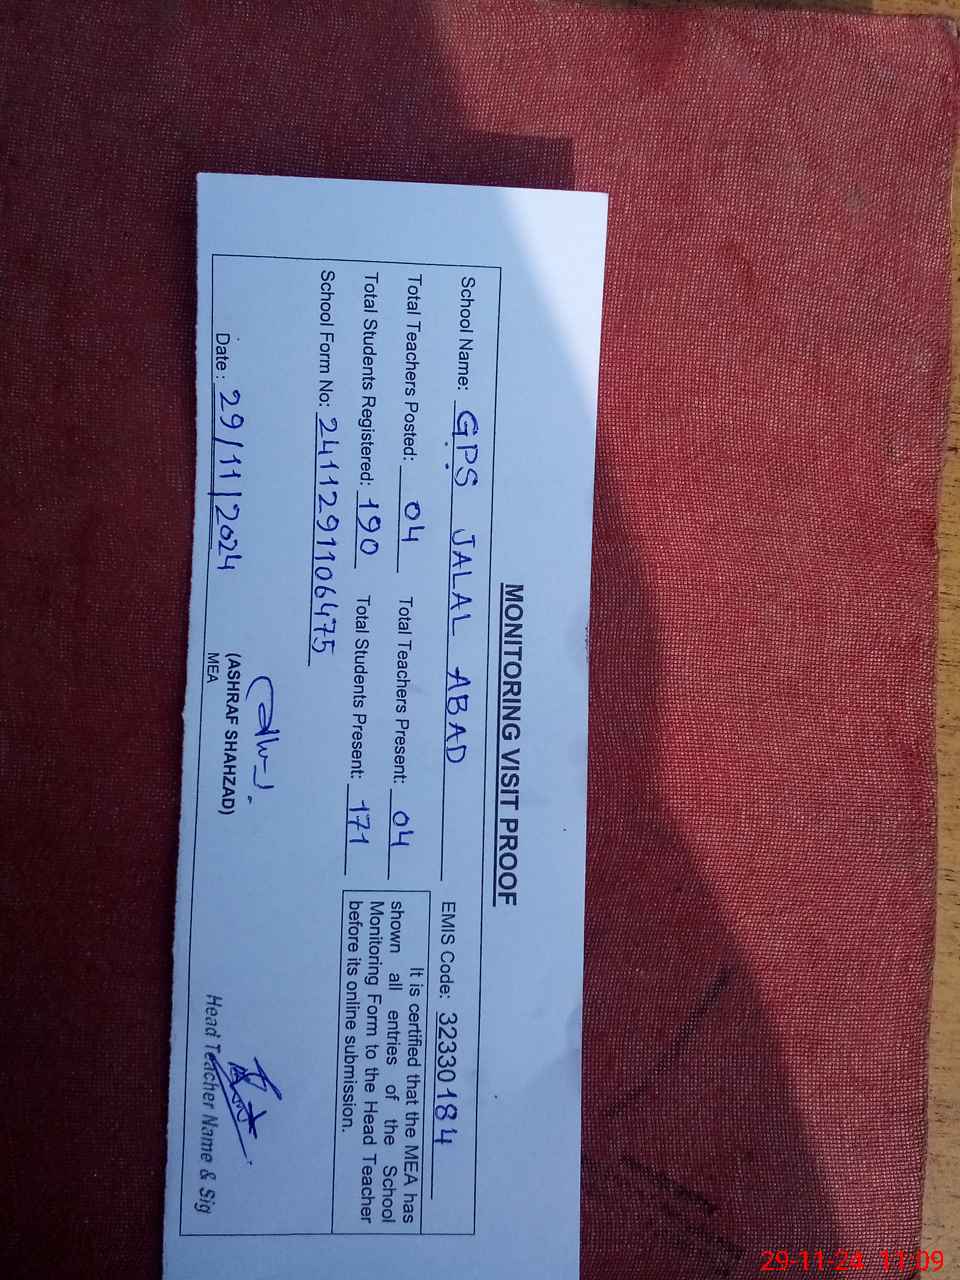 MONITORING VISIT PROOF
School Name: GPS JALAL ABAD EMIS Code: 32330184
Total Teachers Posted: 04 Total Teachers Present: 04
Total Students Registered: 190 Total Students Present: 171
School Form No: 2411291106475
It is certified that the MEA has
shown all entries of the School
Monitoring Form to the Head Teacher
before its online submission.
Date: 29/11/2024
(ASHRAF SHAHZAD)
MEA
Head Teacher Name & Sig
29-11-24 11:09